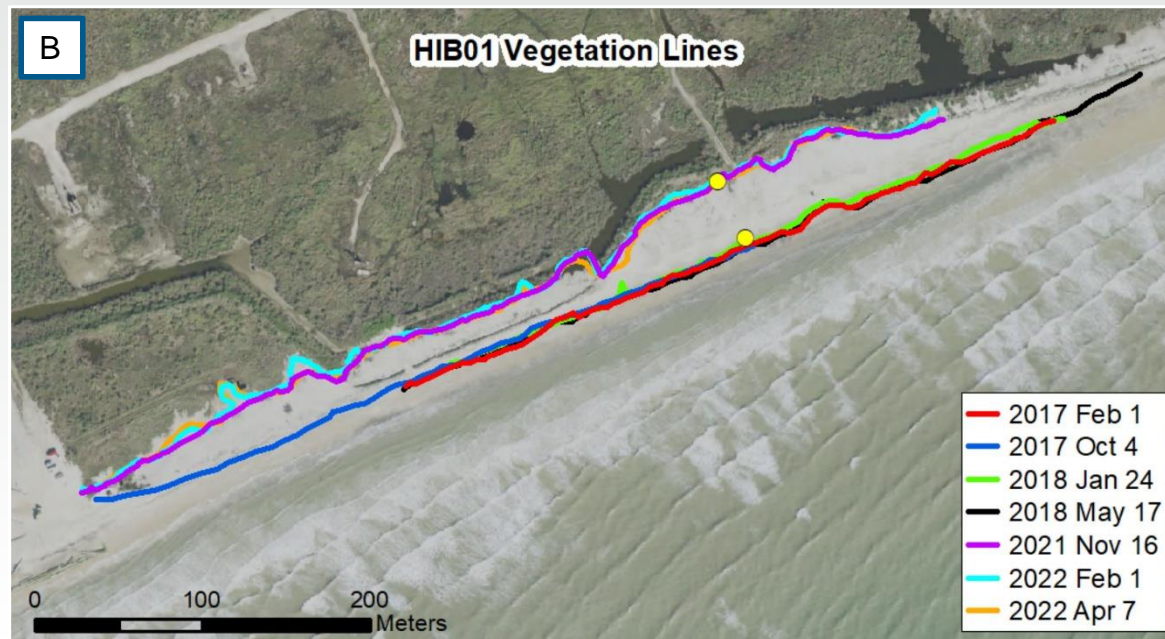 B
HIB01 Vegetation Lines
2017 Feb 1
2017 Oct 4
2018 Jan 24
2018 May 17
2021 Nov 16
2022 Feb 1
2022 Apr 7
0 100 200
Meters